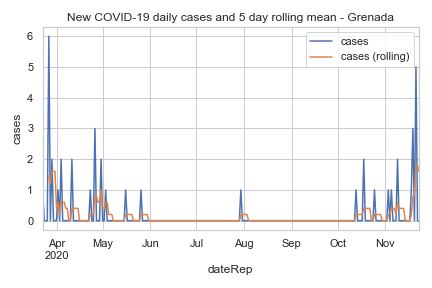 New COVID-19 daily cases and 5 day rolling mean - Grenada
cases
cases (rolling)
6
5
4
3
2
1
0
cases
Apr May Jun Jul Aug Sep Oct Nov
2020
dateRep